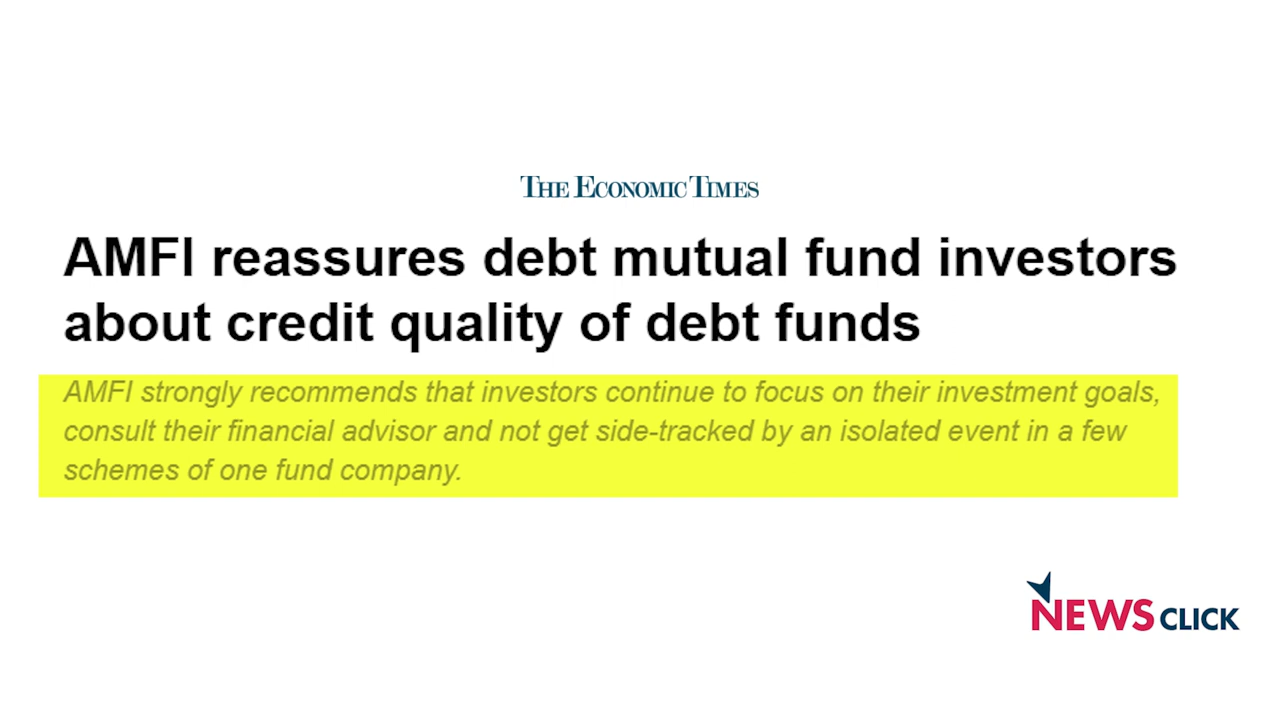 THE ECONOMIC TIMES
AMFI reassures debt mutual fund investors
about credit quality of debt funds
AMFI strongly recommends that investors continue to focus on their investment goals,
consult their financial advisor and not get side-tracked by an isolated event in a few
schemes of one fund company.
NEWSCLICK